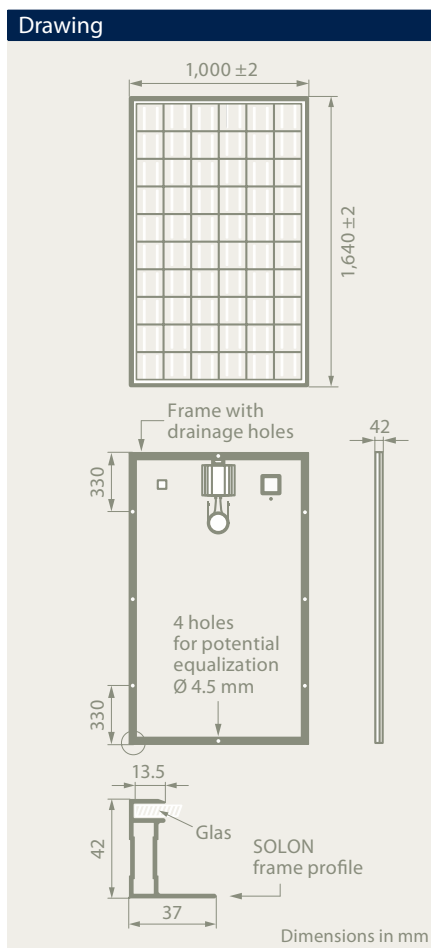 Drawing
1,000 ±2
1,640 ±2
Frame with
drainage holes
42
330
4 holes
for potential
equalization
Ø 4.5 mm
330
13.5
Glas
42
SOLON
frame profile
37
Dimensions in mm